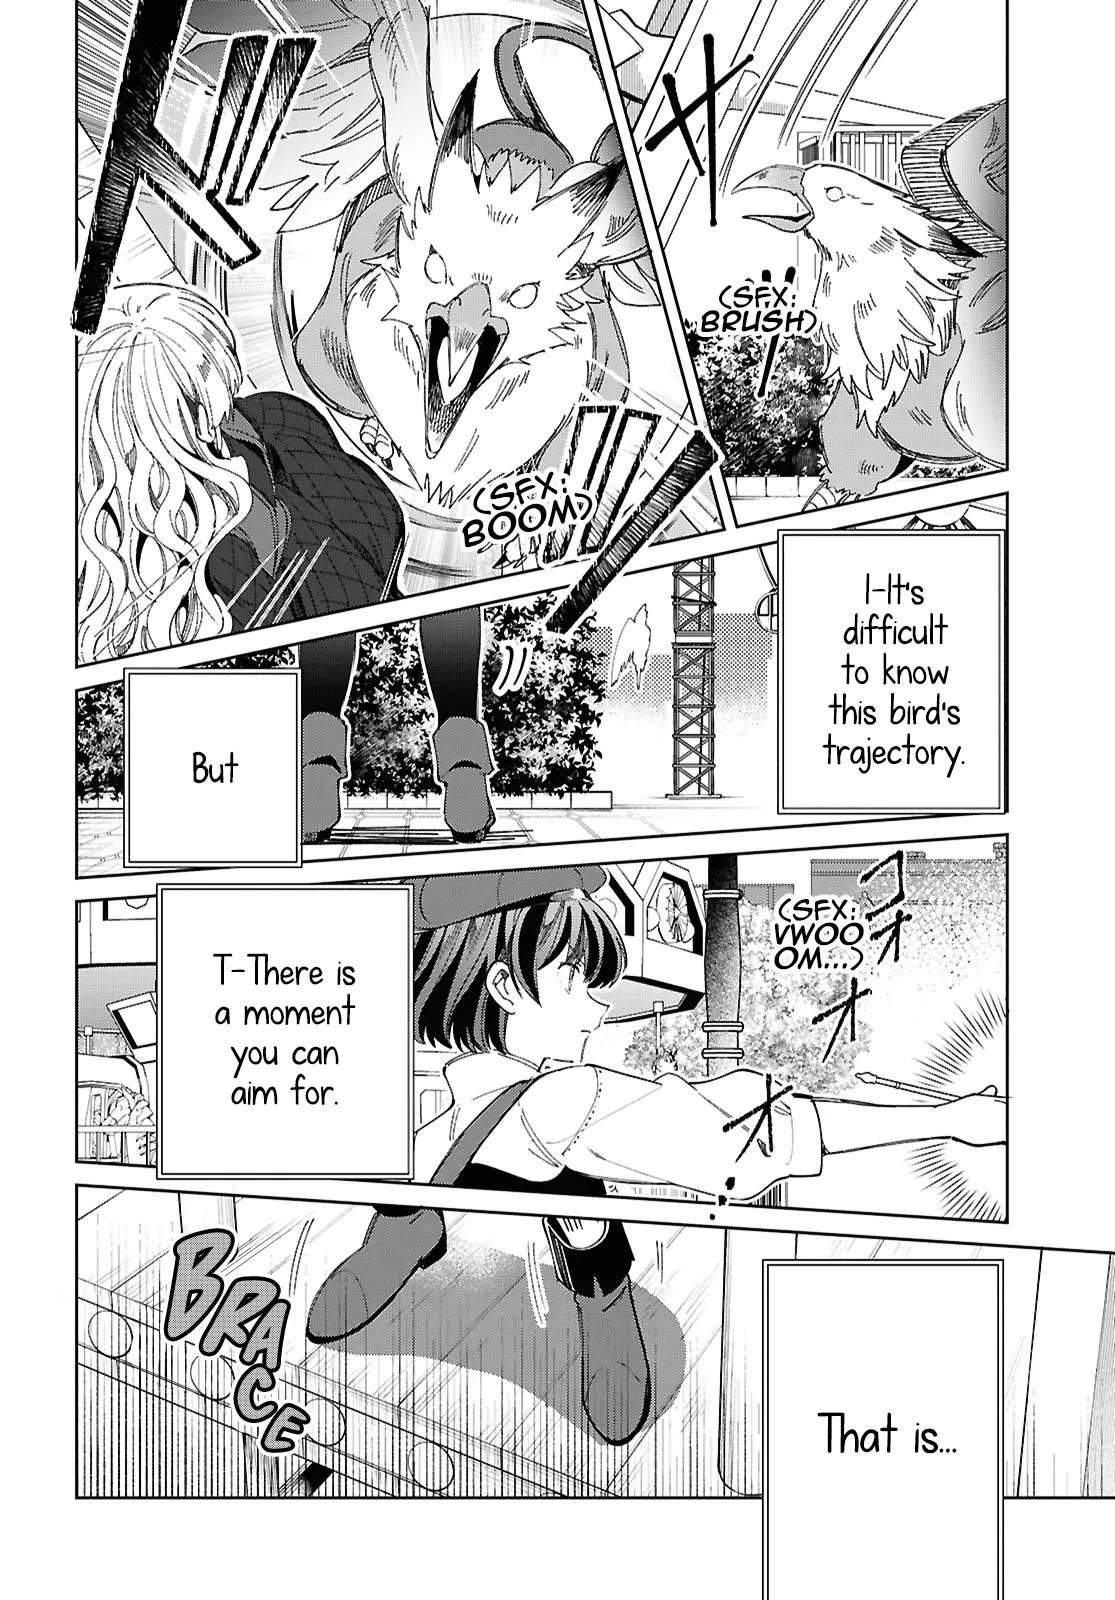 (SFX:
BRUSH)
(SFX:
BOOM)
I-It's
difficult
to know
this bird's
trajectory.
But
(SFX:
VWOO
OM...)
T-There is
a moment
you can
aim for.
BRACE
That is...